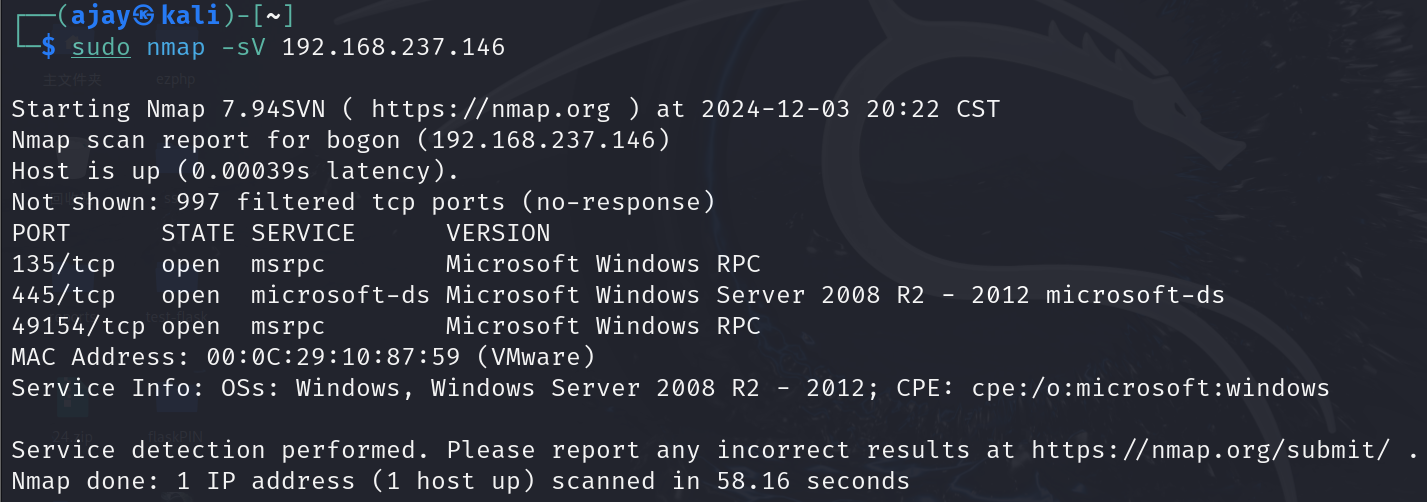 ┌──(ajay㉿kali)-[~]
└─$ sudo nmap -sV 192.168.237.146
主文件夹 ezphp
Starting Nmap 7.94SVN ( https://nmap.org ) at 2024-12-03 20:22 CST
Nmap scan report for bogon (192.168.237.146)
Host is up (0.00039s latency).
Not shown: 997 filtered tcp ports (no-response)
PORT      STATE SERVICE      VERSION
135/tcp   open  msrpc        Microsoft Windows RPC
445/tcp   open  microsoft-ds Microsoft Windows Server 2008 R2 - 2012 microsoft-ds
49154/tcp open  msrpc        Microsoft Windows RPC
MAC Address: 00:0C:29:10:87:59 (VMware)
Service Info: OSs: Windows, Windows Server 2008 R2 - 2012; CPE: cpe:/o:microsoft:windows
flaskPIN
Service detection performed. Please report any incorrect results at https://nmap.org/submit/ .
Nmap done: 1 IP address (1 host up) scanned in 58.16 seconds